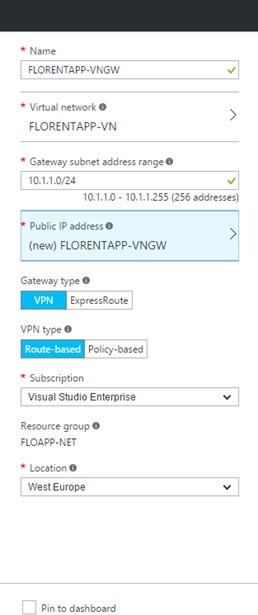 * Name
FLORENTAPP-VNGW
* Virtual network
FLORENTAPP-VN
* Gateway subnet address range
10.1.1.0/24
10.1.1.0 - 10.1.1.255 (256 addresses)
* Public IP address
(new) FLORENTAPP-VNGW
Gateway type
VPN ExpressRoute
VPN type
Route-based Policy-based
* Subscription
Visual Studio Enterprise
Resource group
FLOAPP-NET
* Location
West Europe
Pin to dashboard